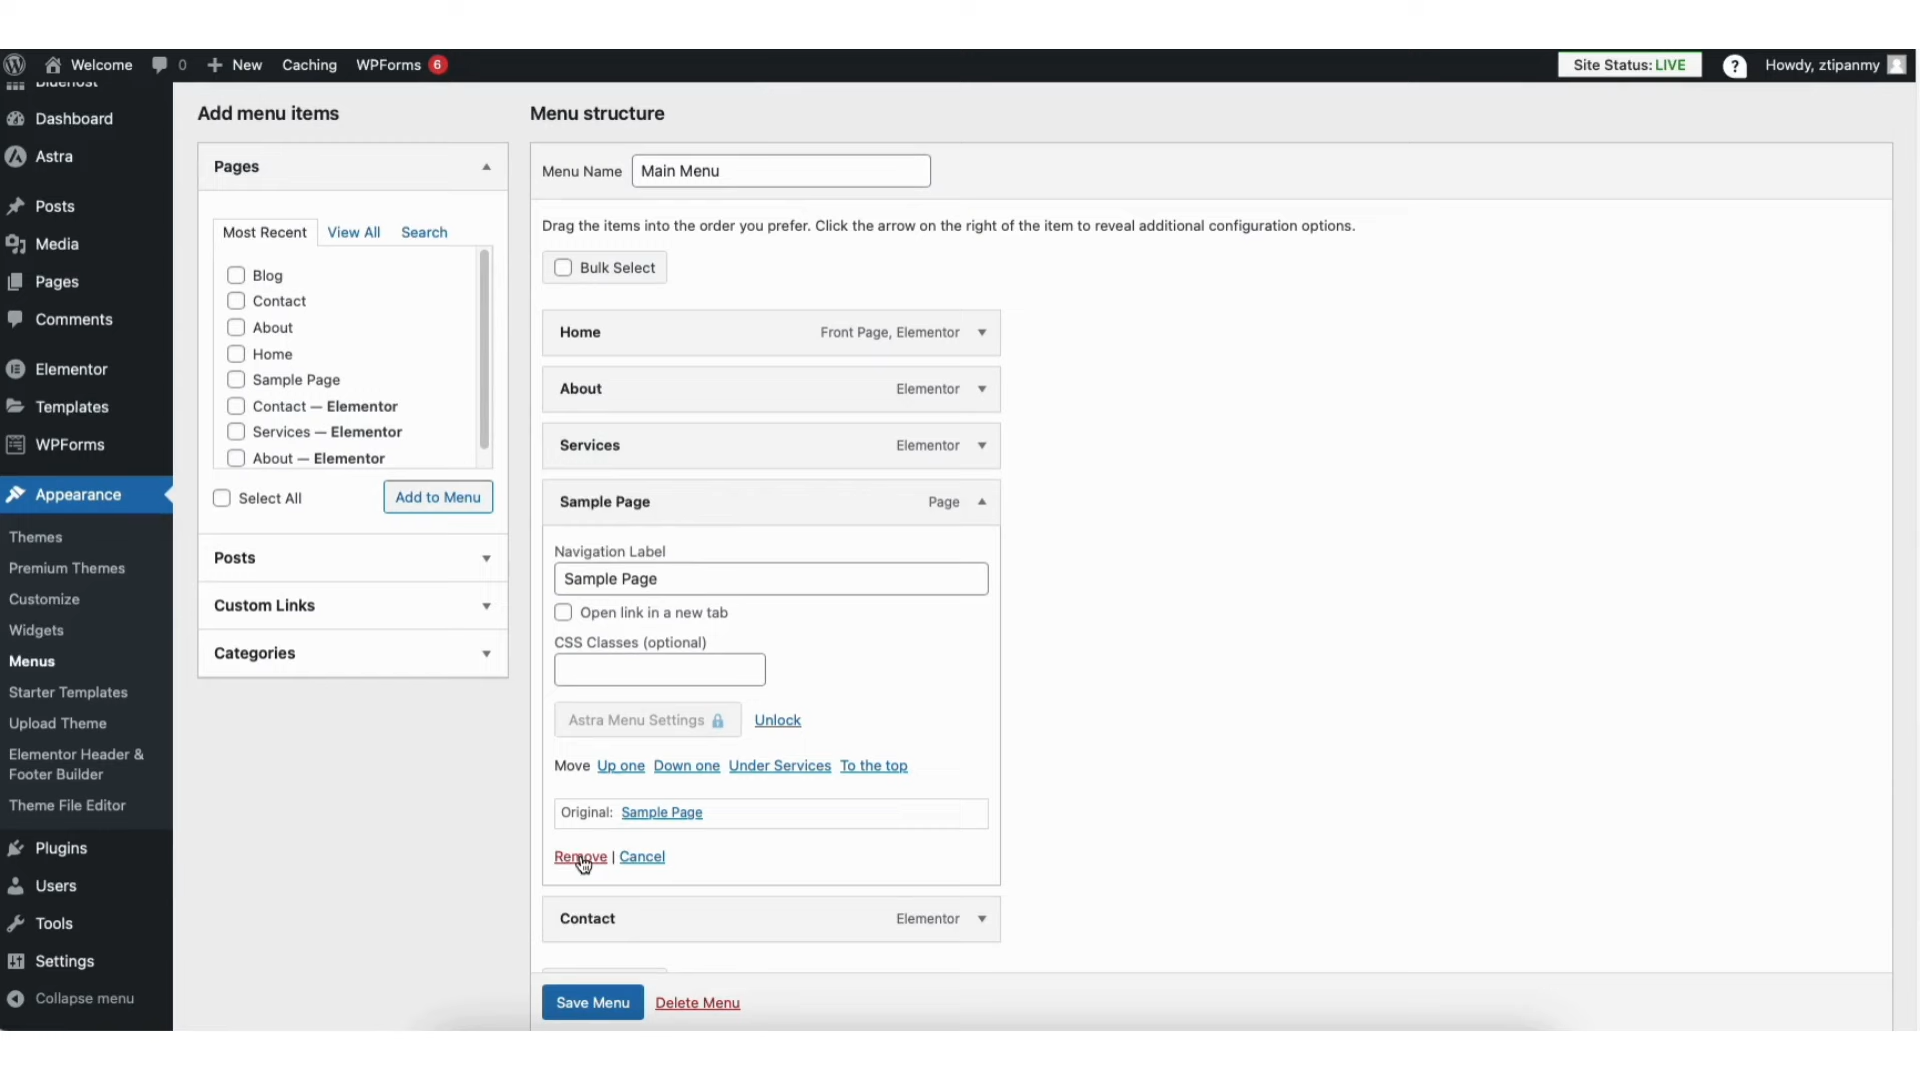 Welcome
0
New
Caching
WPForms
6
Site Status: LIVE
?
Howdy, ztipanmy
Bluehost
Dashboard
Astra
Posts
Media
Pages
Comments
Elementor
Templates
WPForms
Appearance
Themes
Premium Themes
Customize
Widgets
Menus
Starter Templates
Upload Theme
Elementor Header &
Footer Builder
Theme File Editor
Plugins
Users
Tools
Settings
Collapse menu
Add menu items
Pages
Most Recent
View All
Search
Blog
Contact
About
Home
Sample Page
Contact — Elementor
Services — Elementor
About — Elementor
Select All
Add to Menu
Posts
Custom Links
Categories
Menu structure
Menu Name
Main Menu
Drag the items into the order you prefer. Click the arrow on the right of the item to reveal additional configuration options.
Bulk Select
Home
Front Page, Elementor
About
Elementor
Services
Elementor
Sample Page
Page
Navigation Label
Sample Page
Open link in a new tab
CSS Classes (optional)
Astra Menu Settings
Unlock
Move Up one Down one Under Services To the top
Original: Sample Page
Remove | Cancel
Contact
Elementor
Save Menu
Delete Menu